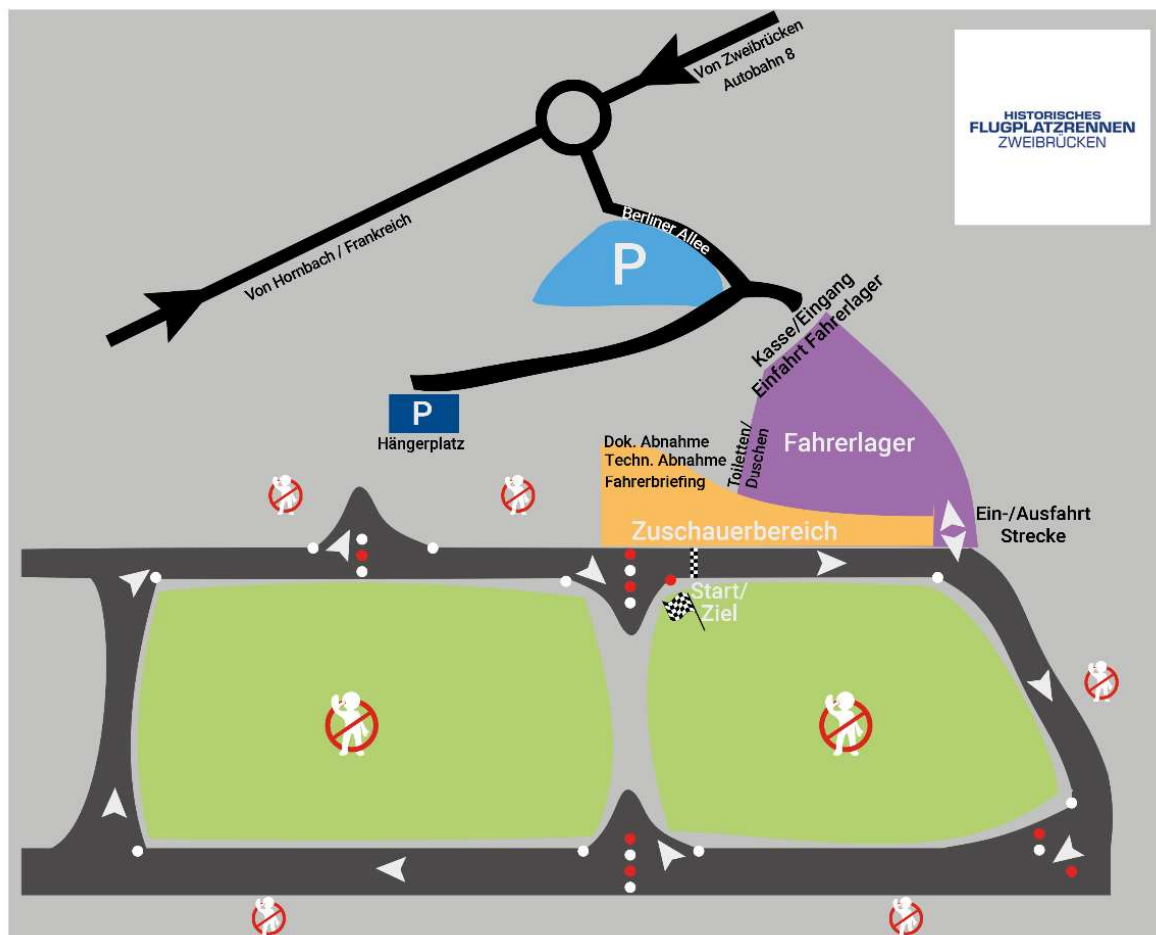 Von Zweibrücken
Autobahn 8
HISTORISCHES
FLUGPLATZRENNEN
ZWEIBRÜCKEN
Von Hornbach / Frankreich
Berliner Allee
P
Kasse/Eingang
Einfahrt Fahrerlager
P
Hängerplatz
Dok. Abnahme
Techn. Abnahme
Fahrerbriefing
Toiletten/
Duschen
Fahrerlager
Zuschauerbereich
Ein-/Ausfahrt
Strecke
Start/
Ziel